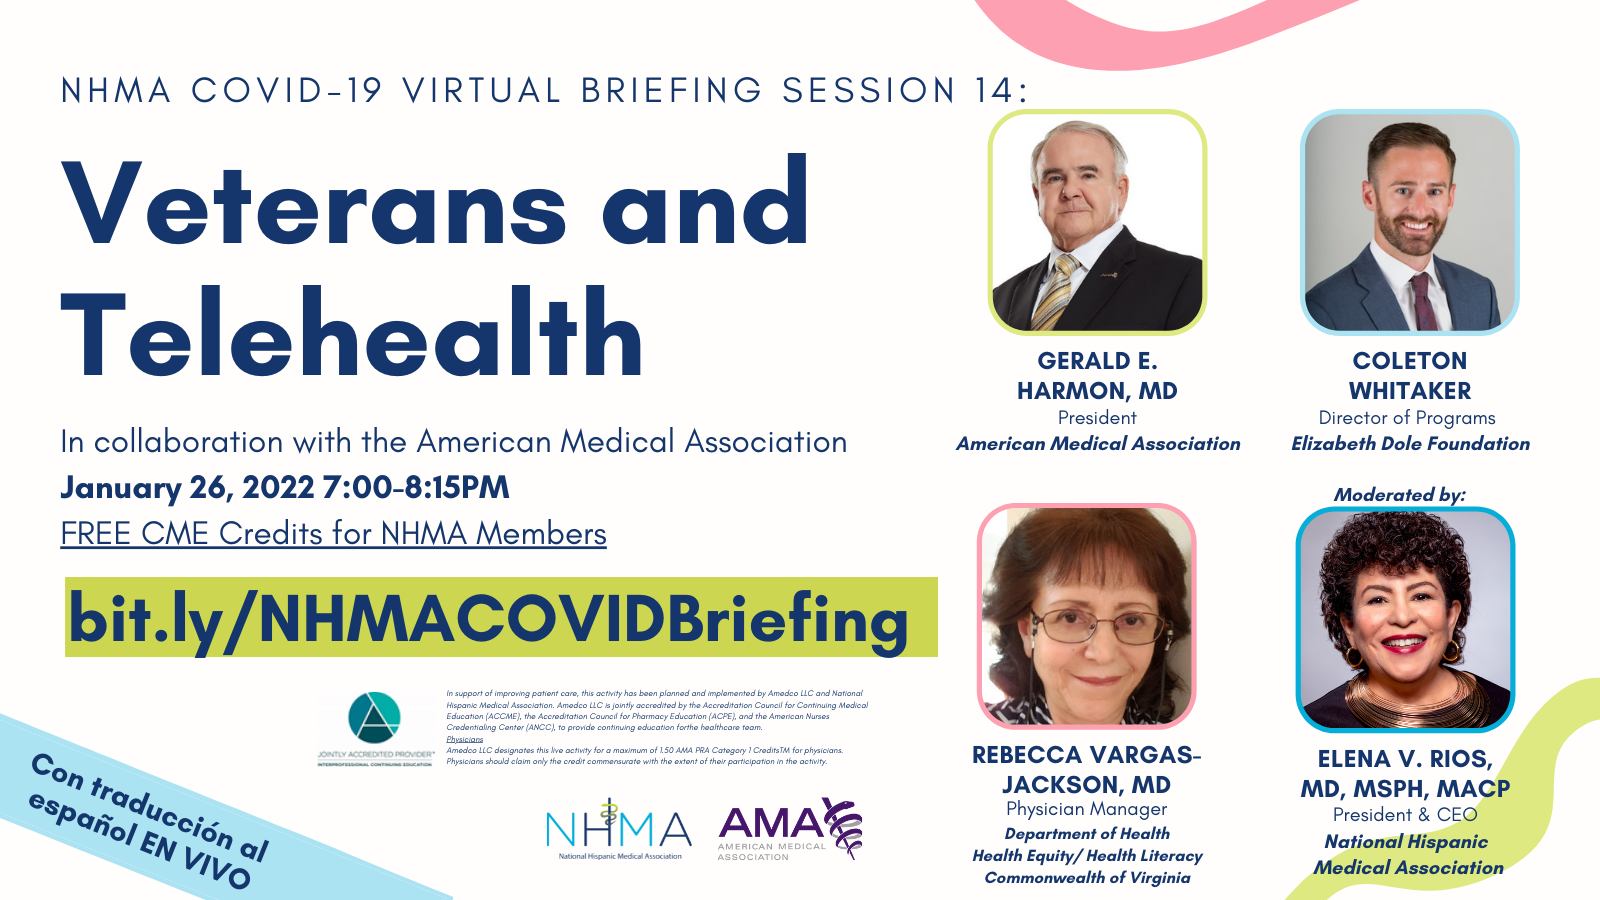 NHMA COVID-19 VIRTUAL BRIEFING SESSION 14:
Veterans and
Telehealth
In collaboration with the American Medical Association
January 26, 2022 7:00-8:15PM
FREE CME Credits for NHMA Members
bit.ly/NHMACOVIDBriefing
JOINTLY ACCREDITED PROVIDER™
INTERPROFESSIONAL CONTINUING EDUCATION
In support of improving patient care, this activity has been planned and implemented by Amedco LLC and National
Hispanic Medical Association. Amedco LLC is jointly accredited by the Accreditation Council for Continuing Medical
Education (ACCME), the Accreditation Council for Pharmacy Education (ACPE), and the American Nurses
Credentialing Center (ANCC), to provide continuing education forthe healthcare team.
Physicians
Amedco LLC designates this live activity for a maximum of 1.50 AMA PRA Category 1 CreditsTM for physicians.
Physicians should claim only the credit commensurate with the extent of their participation in the activity.
Con traducción al
español EN VIVO
NHMA
National Hispanic Medical Association
AMA
AMERICAN MEDICAL
ASSOCIATION
GERALD E.
HARMON, MD
President
American Medical Association
COLETON
WHITAKER
Director of Programs
Elizabeth Dole Foundation
REBECCA VARGAS-
JACKSON, MD
Physician Manager
Department of Health
Health Equity/ Health Literacy
Commonwealth of Virginia
Moderated by:
ELENA V. RIOS,
MD, MSPH, MACP
President & CEO
National Hispanic
Medical Association